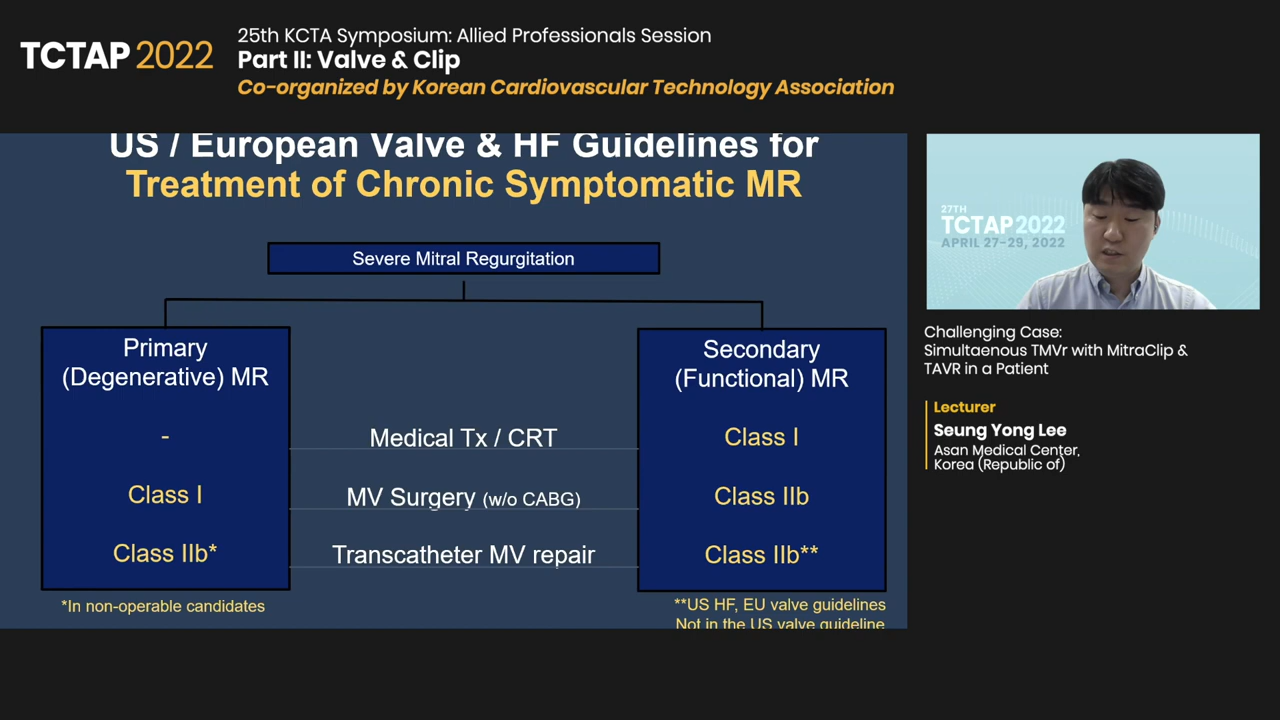 TCTAP 2022
25th KCTA Symposium: Allied Professionals Session
Part II: Valve & Clip
Co-organized by Korean Cardiovascular Technology Association
US / European Valve & HF Guidelines for
Treatment of Chronic Symptomatic MR
Severe Mitral Regurgitation
Primary
(Degenerative) MR
Secondary
(Functional) MR
- Medical Tx / CRT Class I
Class I MV Surgery (w/o CABG) Class IIb
Class IIb* Transcatheter MV repair Class IIb**
*In non-operable candidates
**US HF, EU valve guidelines
Not in the US valve guideline
27TH
TCTAP 2022
APRIL 27-29, 2022
Challenging Case:
Simultaenous TMVr with MitraClip &
TAVR in a Patient
Lecturer
Seung Yong Lee
Asan Medical Center,
Korea (Republic of)